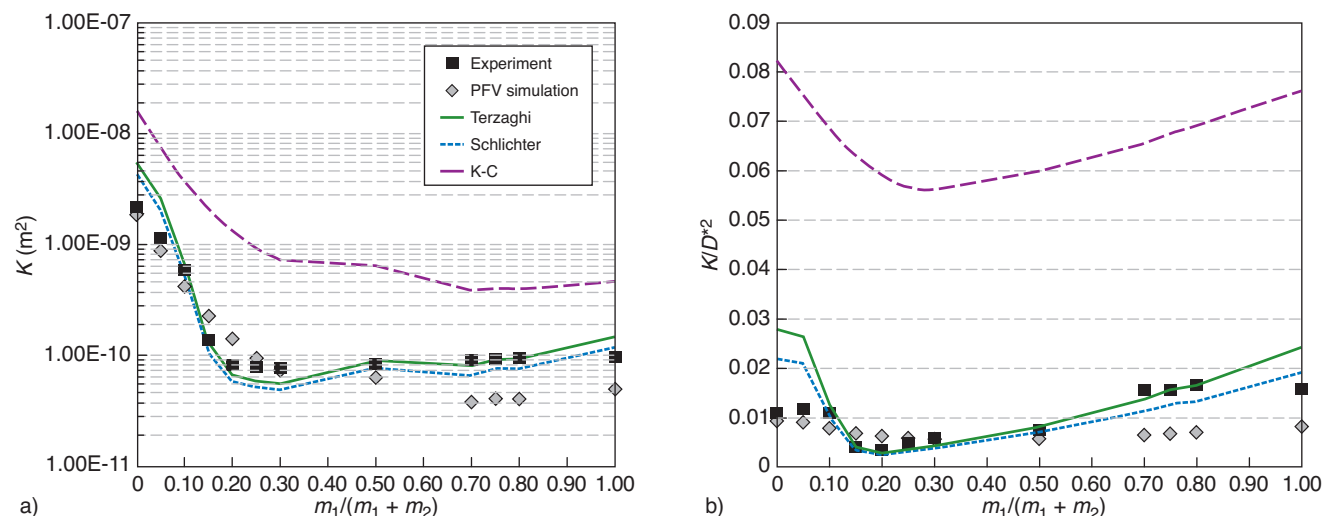 1.00E-07
1.00E-08
1.00E-09
1.00E-10
1.00E-11
K (m²)
Experiment
PFV simulation
Terzaghi
Schlichter
K-C
0 0.10 0.20 0.30 0.40 0.50 0.60 0.70 0.80 0.90 1.00
a) m₁/(m₁ + m₂)
0.09
0.08
0.07
0.06
0.05
0.04
0.03
0.02
0.01
0
K/D*²
0 0.10 0.20 0.30 0.40 0.50 0.60 0.70 0.80 0.90 1.00
b) m₁/(m₁ + m₂)